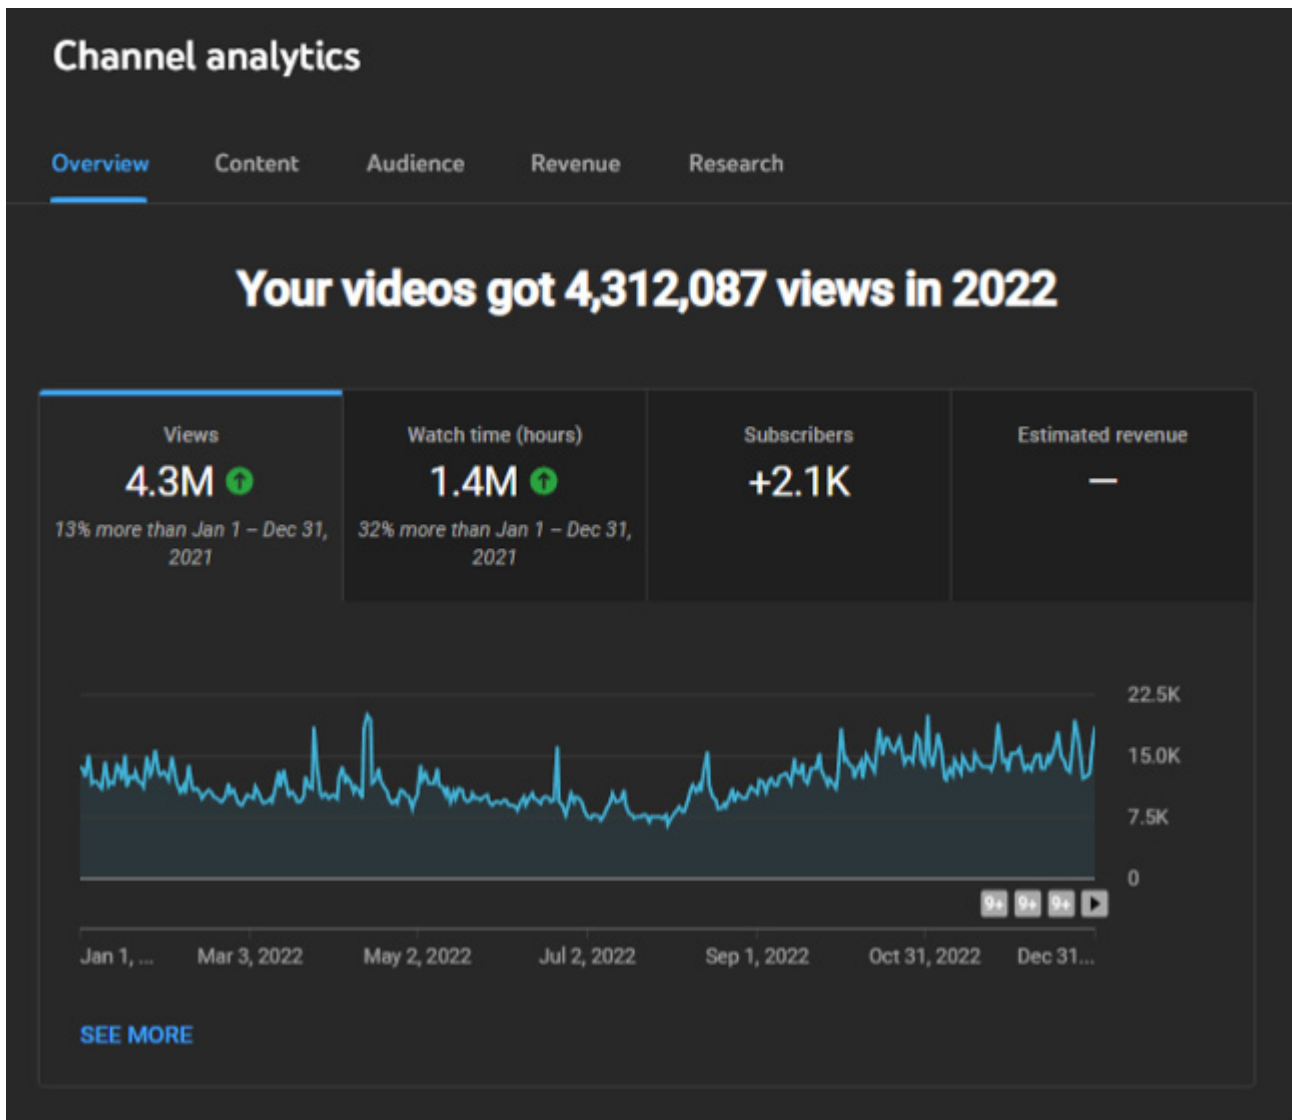 Channel analytics
Overview Content Audience Revenue Research
Your videos got 4,312,087 views in 2022
Views
4.3M
13% more than Jan 1 – Dec 31,
2021
Watch time (hours)
1.4M
32% more than Jan 1 – Dec 31,
2021
Subscribers
+2.1K
Estimated revenue
—
22.5K
15.0K
7.5K
0
9+ 9+ 9+
Jan 1, ... Mar 3, 2022 May 2, 2022 Jul 2, 2022 Sep 1, 2022 Oct 31, 2022 Dec 31...
SEE MORE